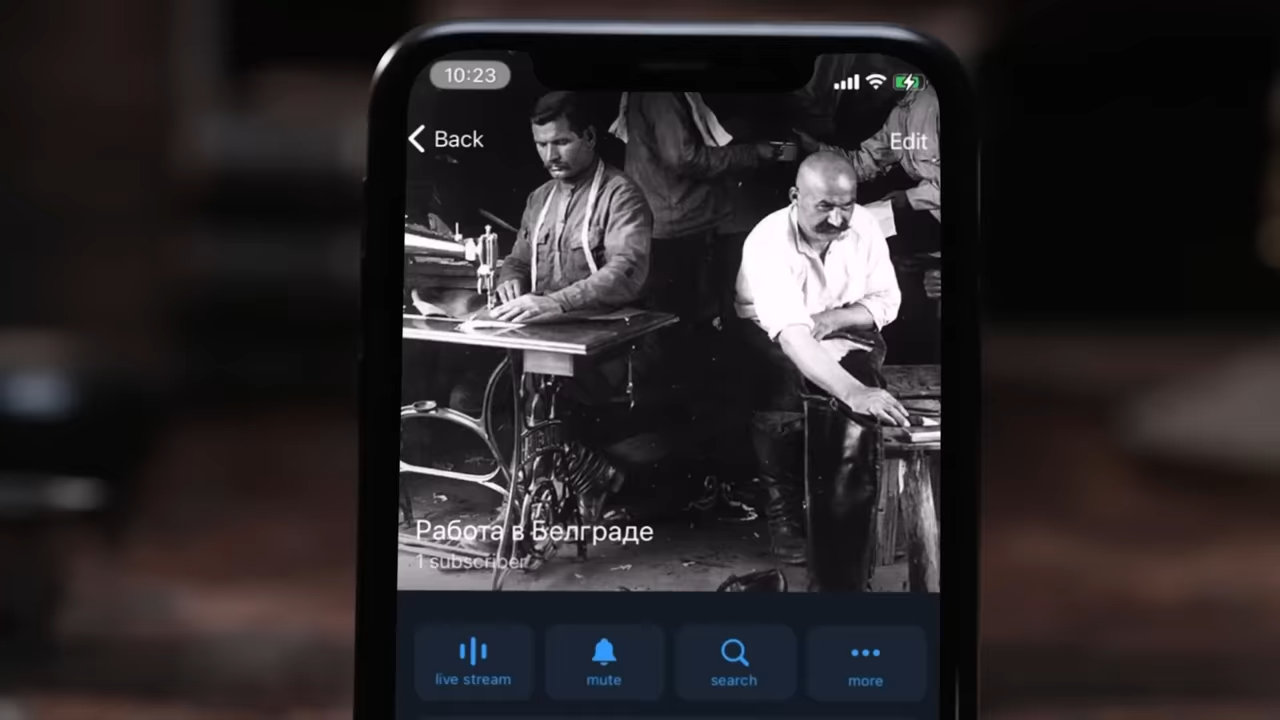 10:23
Back
Edit
Работа в Белграде
1 subscriber
live stream
mute
search
more